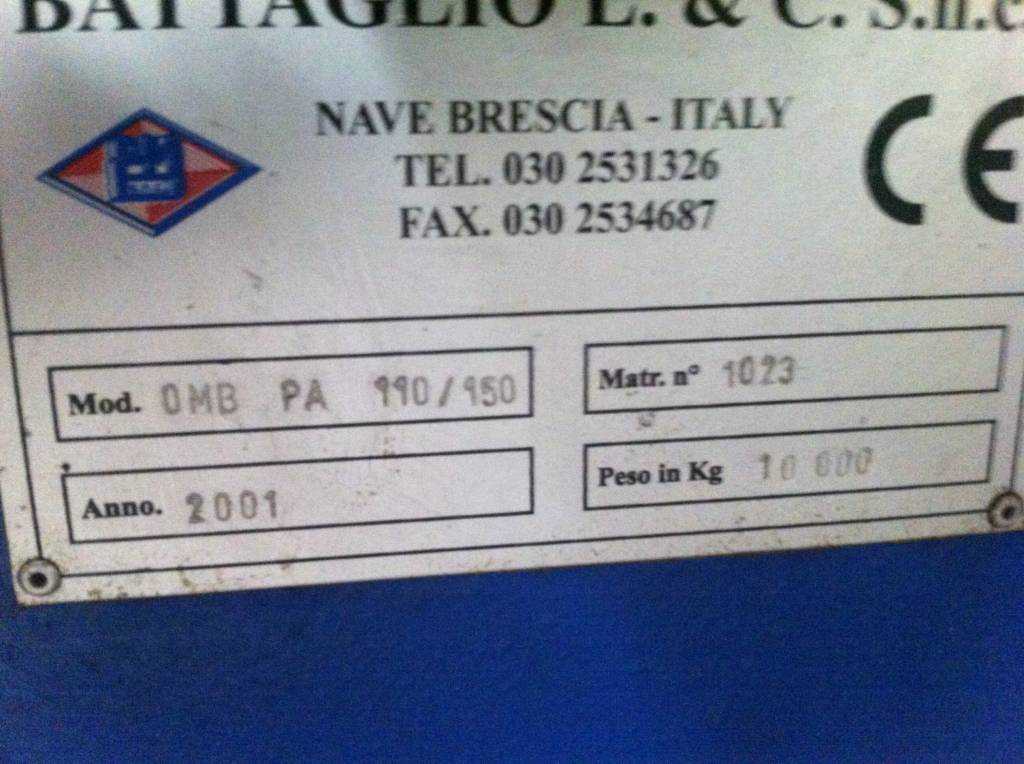 BATTAGLIO E. & C. S.n.c
NAVE BRESCIA - ITALY
TEL. 030 2531326
FAX. 030 2534687
CE
Mod. OMB PA 110/150
Matr. n° 1023
Anno. 2001
Peso in Kg 10 000